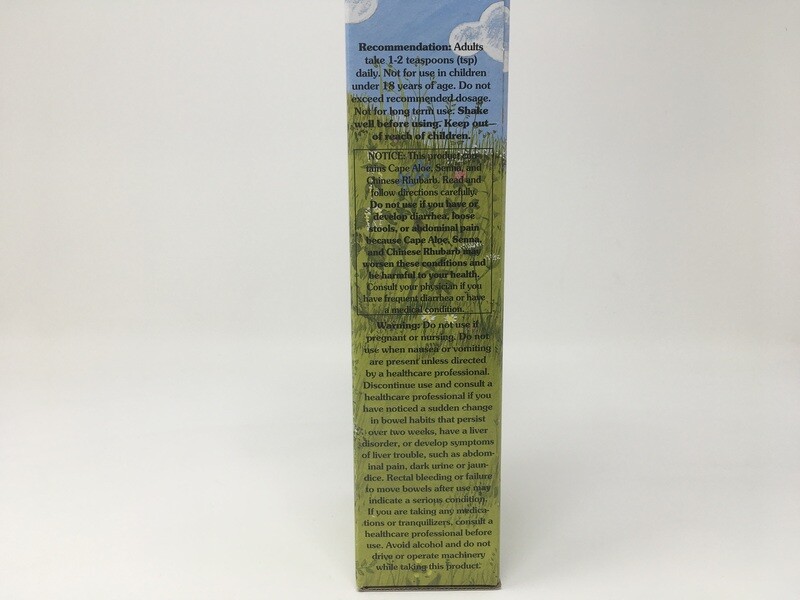 Recommendation: Adults
take 1-2 teaspoons (tsp)
daily. Not for use in children
under 18 years of age. Do not
exceed recommended dosage.
Not for long term use. Shake
well before using. Keep out
of reach of children.
NOTICE: This product con-
tains Cape Aloe, Senna, and
Chinese Rhubarb. Read and
follow directions carefully.
Do not use if you have or
develop diarrhea, loose
stools, or abdominal pain
because Cape Aloe, Senna,
and Chinese Rhubarb may
worsen these conditions and
be harmful to your health.
Consult your physician if you
have frequent diarrhea or have
a medical condition.
Warning: Do not use if
pregnant or nursing. Do not
use when nausea or vomiting
are present unless directed
by a healthcare professional.
Discontinue use and consult a
healthcare professional if you
have noticed a sudden change
in bowel habits that persist
over two weeks, have a liver
disorder, or develop symptoms
of liver trouble, such as abdom-
inal pain, dark urine or jaun-
dice. Rectal bleeding or failure
to move bowels after use may
indicate a serious condition.
If you are taking any medica-
tions or tranquilizers, consult a
healthcare professional before
use. Avoid alcohol and do not
drive or operate machinery
while taking this product.